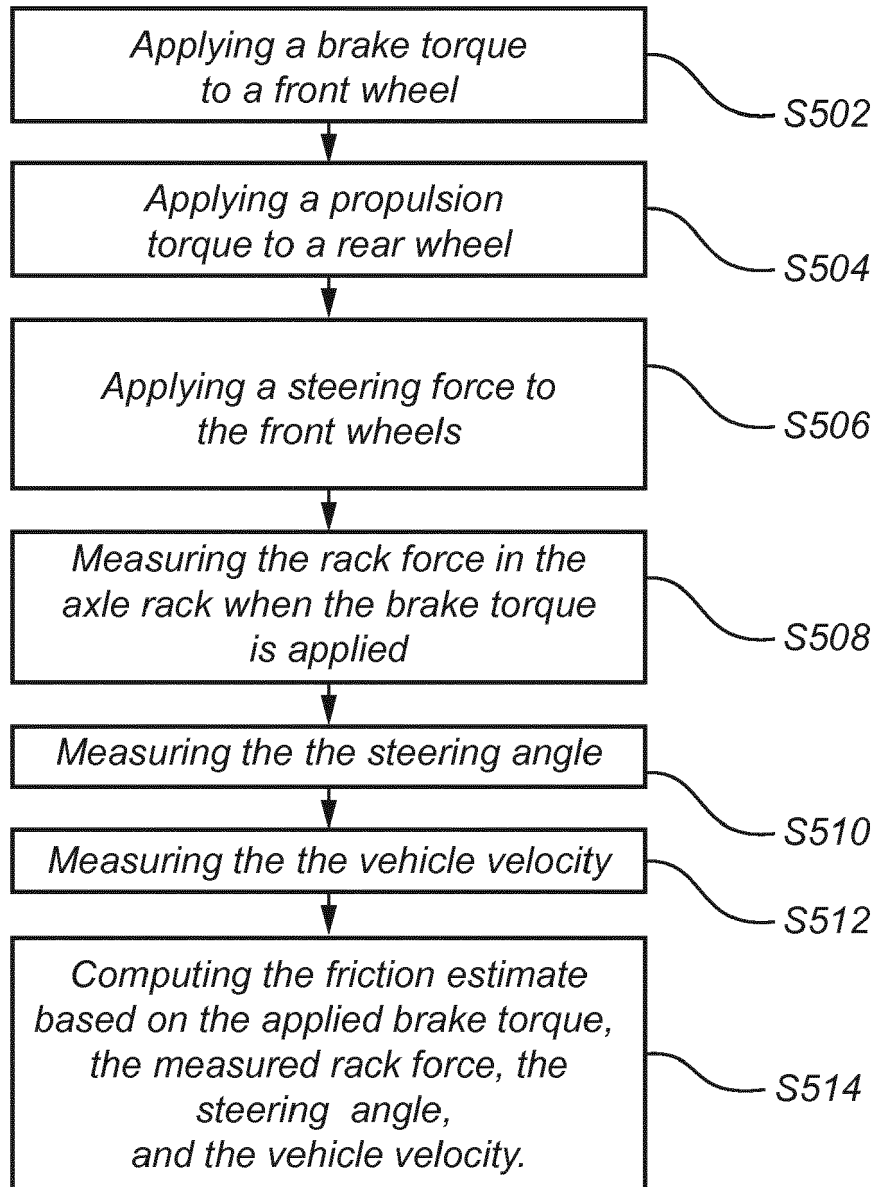 Applying a brake torque
to a front wheel
S502
Applying a propulsion
torque to a rear wheel
S504
Applying a steering force to
the front wheels
S506
Measuring the rack force in the
axle rack when the brake torque
is applied
S508
Measuring the the steering angle
S510
Measuring the the vehicle velocity
S512
Computing the friction estimate
based on the applied brake torque,
the measured rack force, the
steering angle,
and the vehicle velocity.
S514